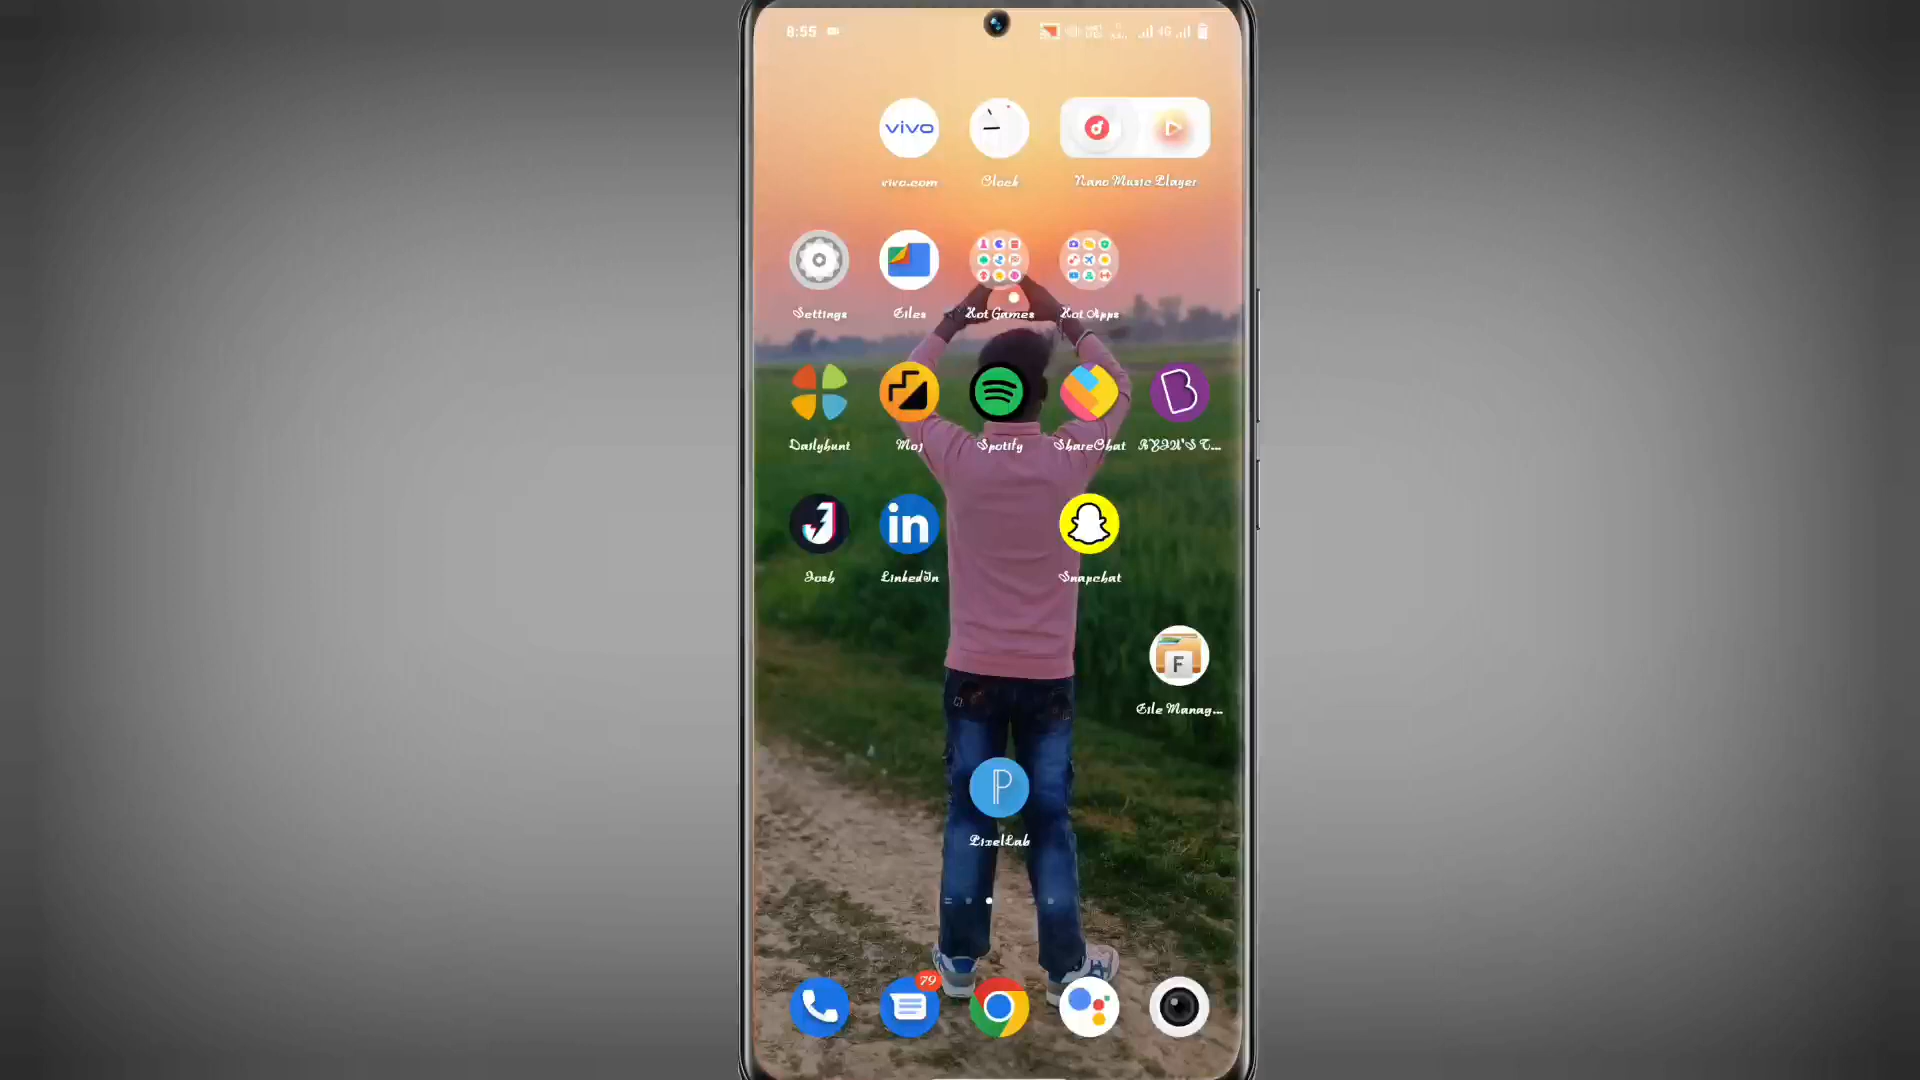 8:55
4G
vivo
vivo.com
Clock
Nano Music Player
Settings
Files
Hot Games
Hot Apps
Dailyhunt
Moj
Spotify
ShareChat
BYJU'S T...
in
Josh
LinkedIn
Snapchat
F
File Manag...
P
PixelLab
79